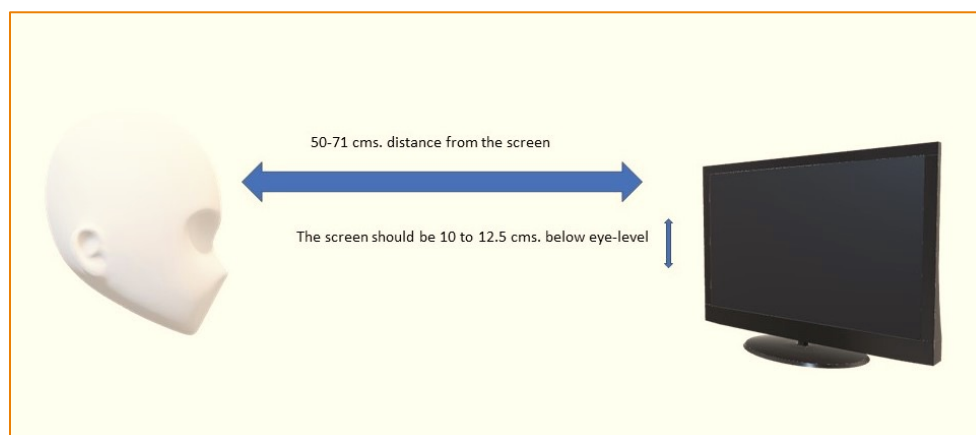 50-71 cms. distance from the screen
The screen should be 10 to 12.5 cms. below eye-level